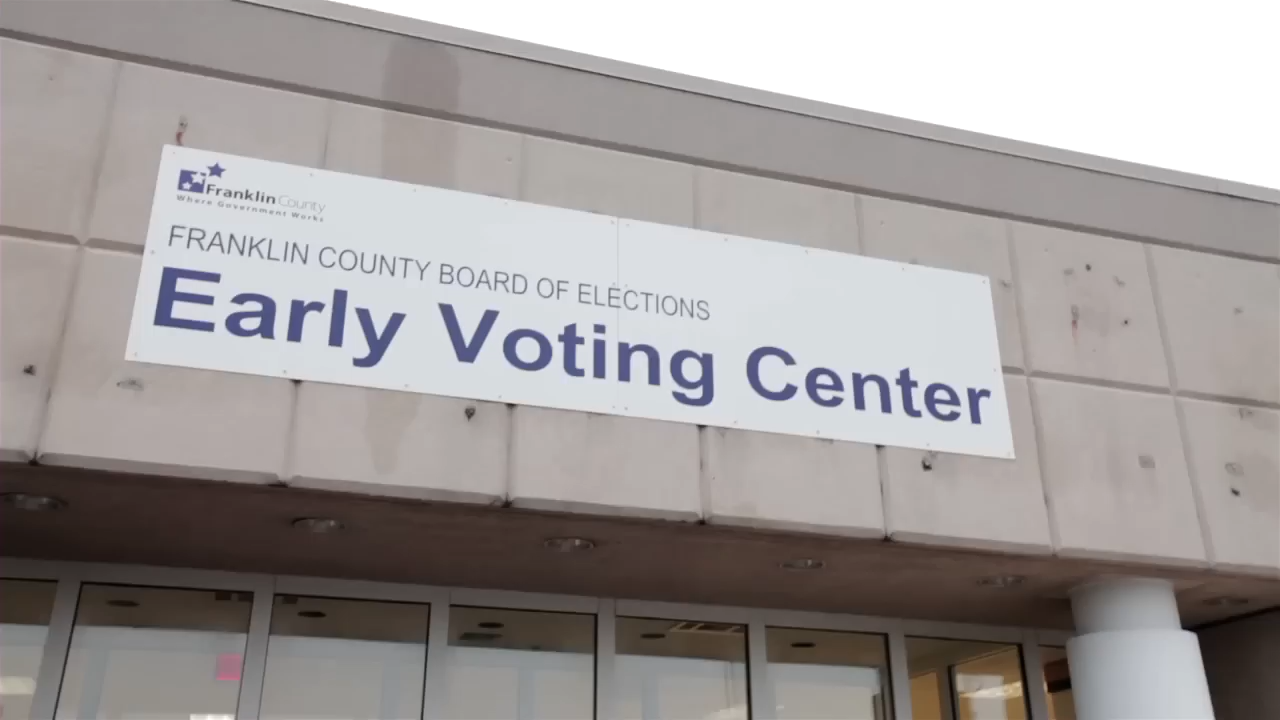 Franklin County
Where Government Works
FRANKLIN COUNTY BOARD OF ELECTIONS
Early Voting Center